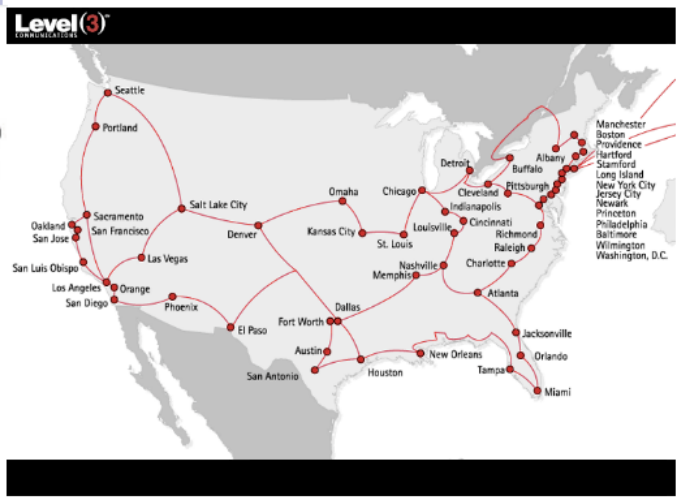 Level(3)
COMMUNICATIONS
Seattle
Portland
Manchester
Boston
Providence
Hartford
Stamford
Long Island
New York City
Jersey City
Newark
Princeton
Philadelphia
Baltimore
Wilmington
Washington, D.C.
Albany
Buffalo
Detroit
Cleveland
Pittsburgh
Omaha
Chicago
Salt Lake City
Indianapolis
Sacramento
Oakland
San Francisco
San Jose
Denver
Kansas City
St. Louis
Louisville
Cincinnati
Richmond
Raleigh
Las Vegas
San Luis Obispo
Nashville
Memphis
Charlotte
Los Angeles
Orange
San Diego
Phoenix
Atlanta
Dallas
Fort Worth
El Paso
Jacksonville
Austin
New Orleans
Orlando
San Antonio
Houston
Tampa
Miami